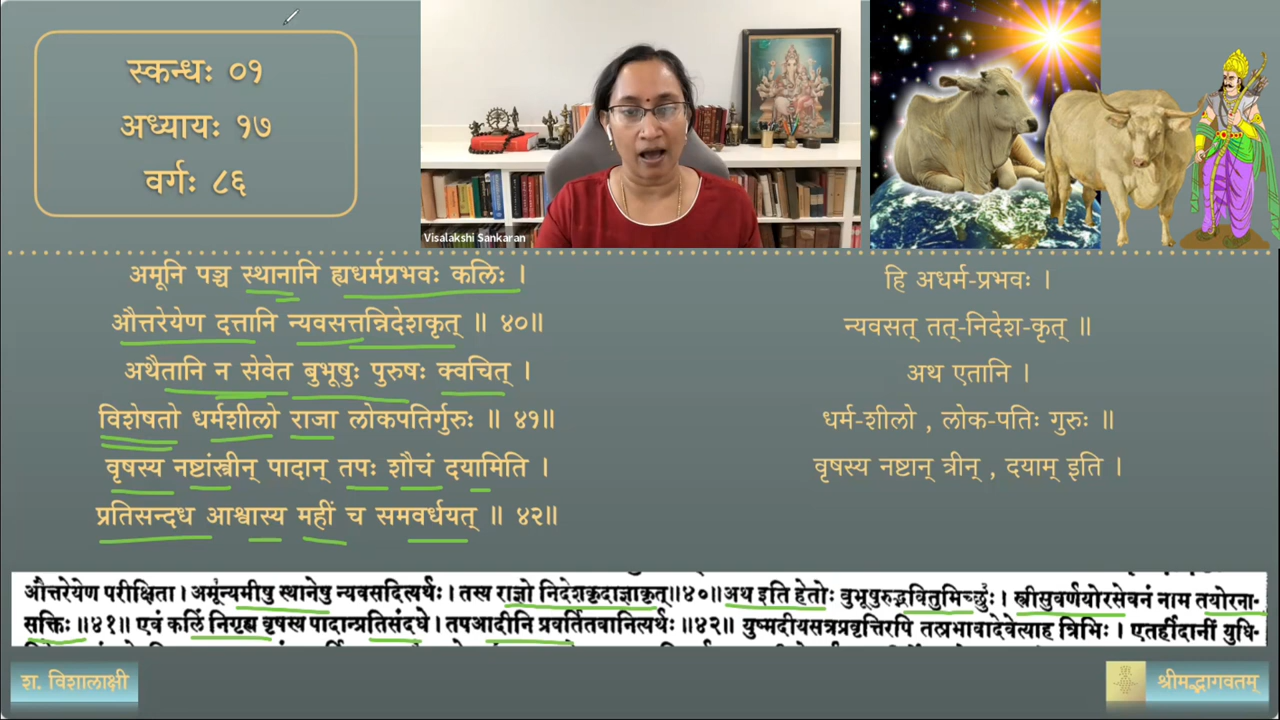 स्कन्धः ०१
अध्यायः १७
वर्गः ८६
Visalakshi Sankaran
अमूनि पञ्च स्थानानि ह्यधर्मप्रभवः कलिः ।
औत्तरेयेण दत्तानि न्यवसत्तन्निदेशकृत् ॥ ४०॥
अथैतानि न सेवेत बुभूषुः पुरुषः क्वचित् ।
विशेषतो धर्मशीलो राजा लोकपतिर्गुरुः ॥ ४१॥
वृषस्य नष्टांस्त्रीन् पादान् तपः शौचं दयामिति ।
प्रतिसन्दध आश्वास्य महीं च समवर्धयत् ॥ ४२॥
हि अधर्म-प्रभवः ।
न्यवसत् तत्-निदेश-कृत् ॥
अथ एतानि ।
धर्म-शीलो , लोक-पतिः गुरुः ॥
वृषस्य नष्टान् त्रीन् , दयाम् इति ।
औत्तरेयेण परीक्षिता । अमून्यमीषु स्थानेषु न्यवसदित्यर्थः । तस्य राज्ञो निदेशकृदाज्ञाकृत् ॥४०॥ अथ इति हेतोः बुभूषुरुद्भवितुमिच्छुः । स्त्रीसुवर्णयोरसेवनं नाम तयोरना-
सक्तिः ॥४१॥ एवं कलिं निगृह्य वृषस्य पादान्प्रतिसंदधे । तपआदीनि प्रवर्तितवानित्यर्थः ॥४२॥ युष्मदीयसत्रप्रवृत्तिरपि तत्प्रभावादेवेत्याह त्रिभिः । एतर्हीदानीं युधि-
श. विशालाक्षी
श्रीमद्भागवतम्